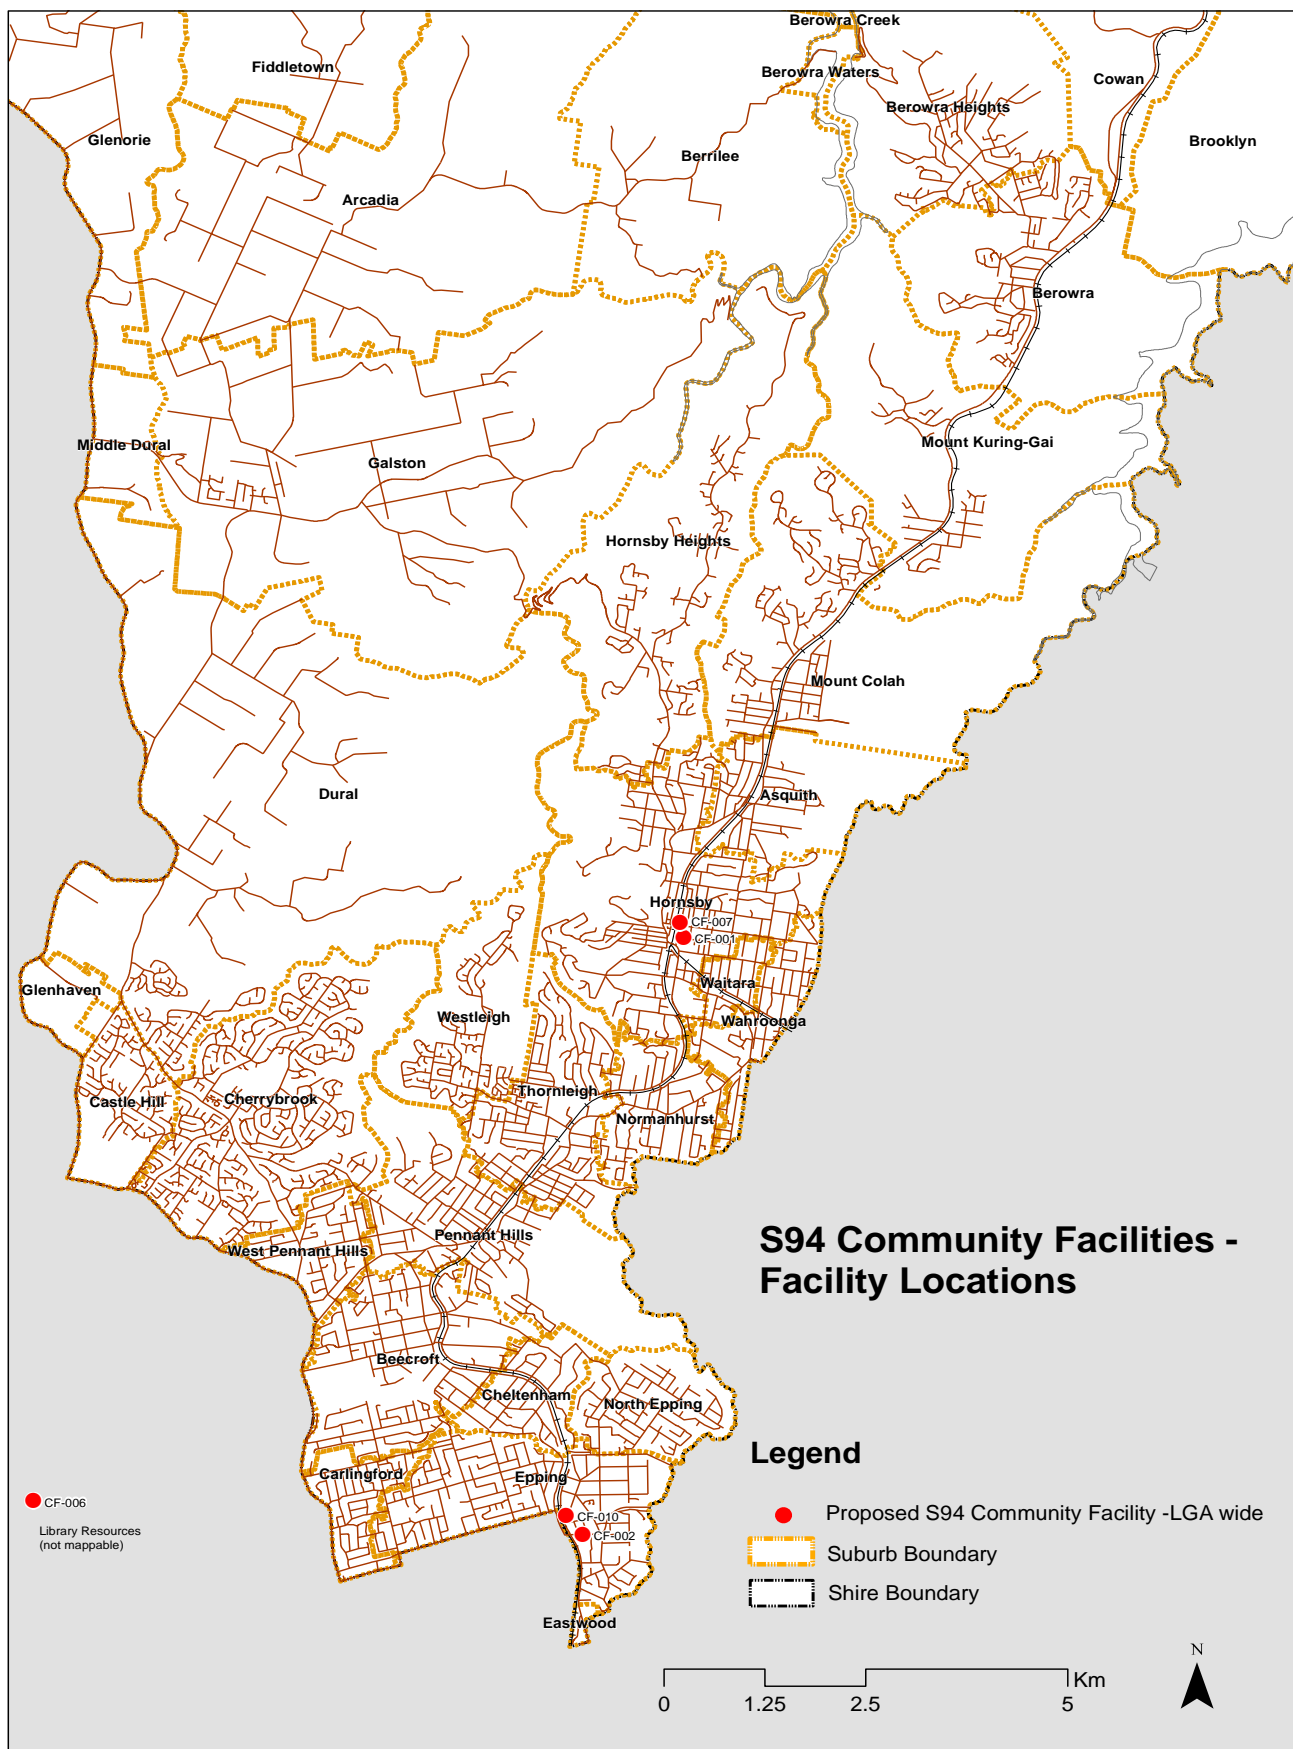 Berowra Creek
Fiddletown
Berowra Waters
Cowan
Berowra Heights
Glenorie
Brooklyn
Berrilee
Arcadia
Berowra
Middle Dural
Mount Kuring-Gai
Galston
Hornsby Heights
Mount Colah
Dural
Asquith
Hornsby
CF-007
CF-001
Glenhaven
Waitara
Westleigh
Wahroonga
Thornleigh
Castle Hill
Cherrybrook
Normanhurst
Pennant Hills
West Pennant Hills
S94 Community Facilities -
Facility Locations
Beecroft
Cheltenham
North Epping
Legend
Carlingford
Epping
CF-006
Library Resources
(not mappable)
CF-010
CF-002
Proposed S94 Community Facility -LGA wide
Suburb Boundary
Shire Boundary
Eastwood
N
Km
0 1.25 2.5 5